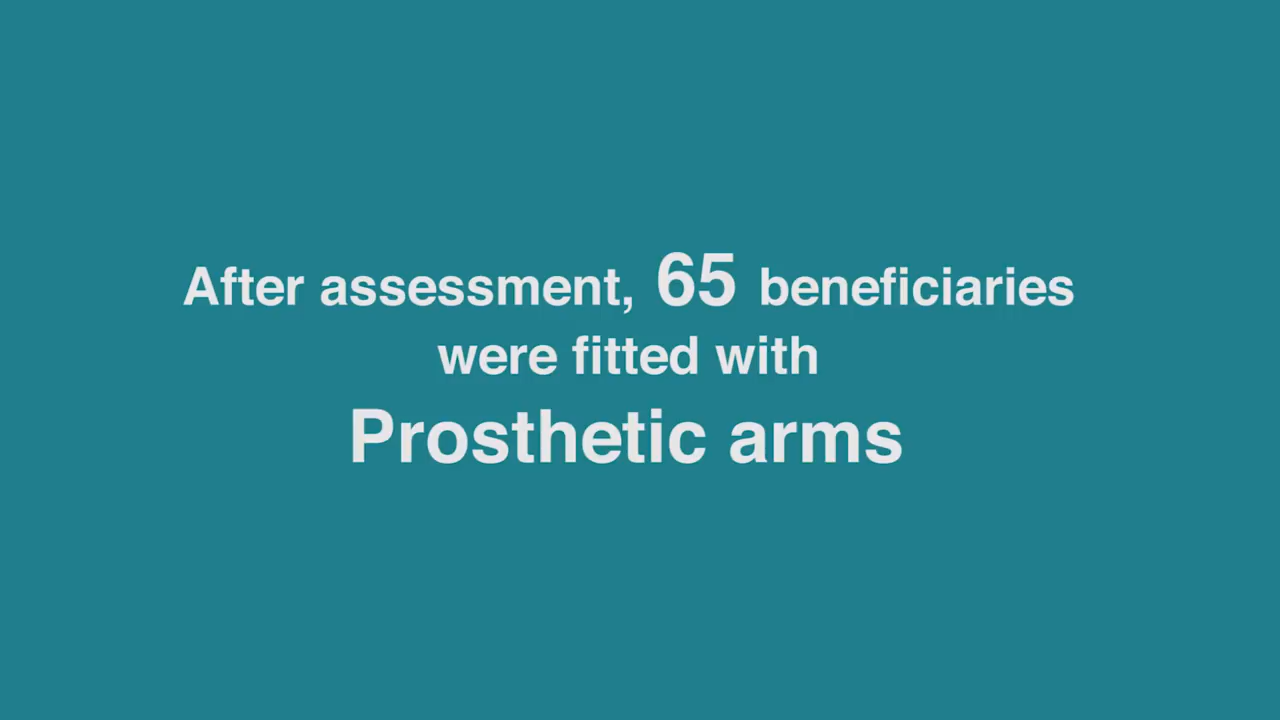 After assessment, 65 beneficiaries
were fitted with
Prosthetic arms